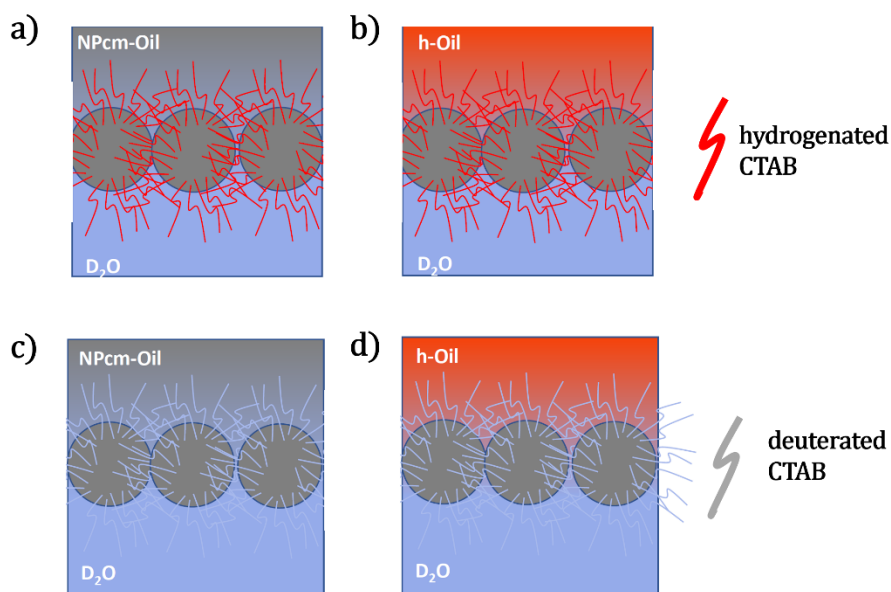 a)
NPcm-Oil
D₂O
b)
h-Oil
D₂O
hydrogenated
CTAB
c)
NPcm-Oil
D₂O
d)
h-Oil
D₂O
deuterated
CTAB